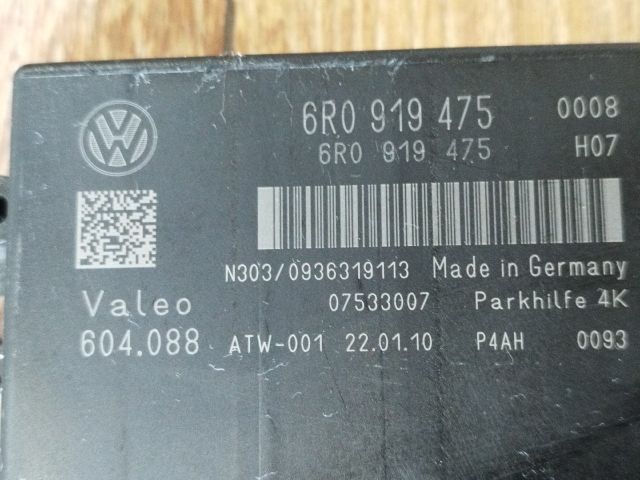 6R0 919 475 0008
6R0 919 475 H07
N303/0936319113 Made in Germany
Valeo 07533007 Parkhilfe 4K
604.088 ATW-001 22.01.10 P4AH 0093